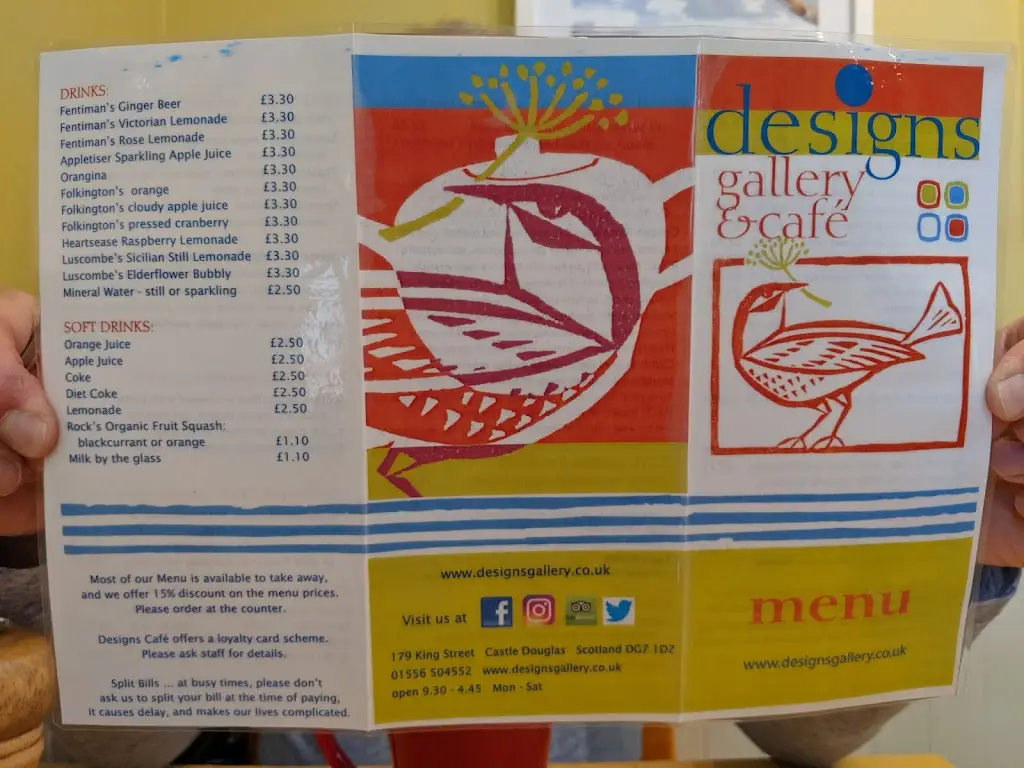 DRINKS:
Fentiman's Ginger Beer £3.30
Fentiman's Victorian Lemonade £3.30
Fentiman's Rose Lemonade £3.30
Appletiser Sparkling Apple Juice £3.30
Orangina £3.30
Folkington's orange £3.30
Folkington's cloudy apple juice £3.30
Folkington's pressed cranberry £3.30
Heartsease Raspberry Lemonade £3.30
Luscombe's Sicilian Still Lemonade £3.30
Luscombe's Elderflower Bubbly £3.30
Mineral Water - still or sparkling £2.50
SOFT DRINKS:
Orange Juice £2.50
Apple Juice £2.50
Coke £2.50
Diet Coke £2.50
Lemonade £2.50
Rock's Organic Fruit Squash:
blackcurrant or orange £1.10
Milk by the glass £1.10
Most of our Menu is available to take away,
and we offer 15% discount on the menu prices.
Please order at the counter.
Designs Café offers a loyalty card scheme.
Please ask staff for details.
Split Bills ... at busy times, please don't
ask us to split your bill at the time of paying,
it causes delay, and makes our lives complicated.
www.designsgallery.co.uk
Visit us at
179 King Street Castle Douglas Scotland DG7 1D2
01556 504552 www.designsgallery.co.uk
open 9.30 - 4.45 Mon - Sat
designs
gallery
& café
menu
www.designsgallery.co.uk